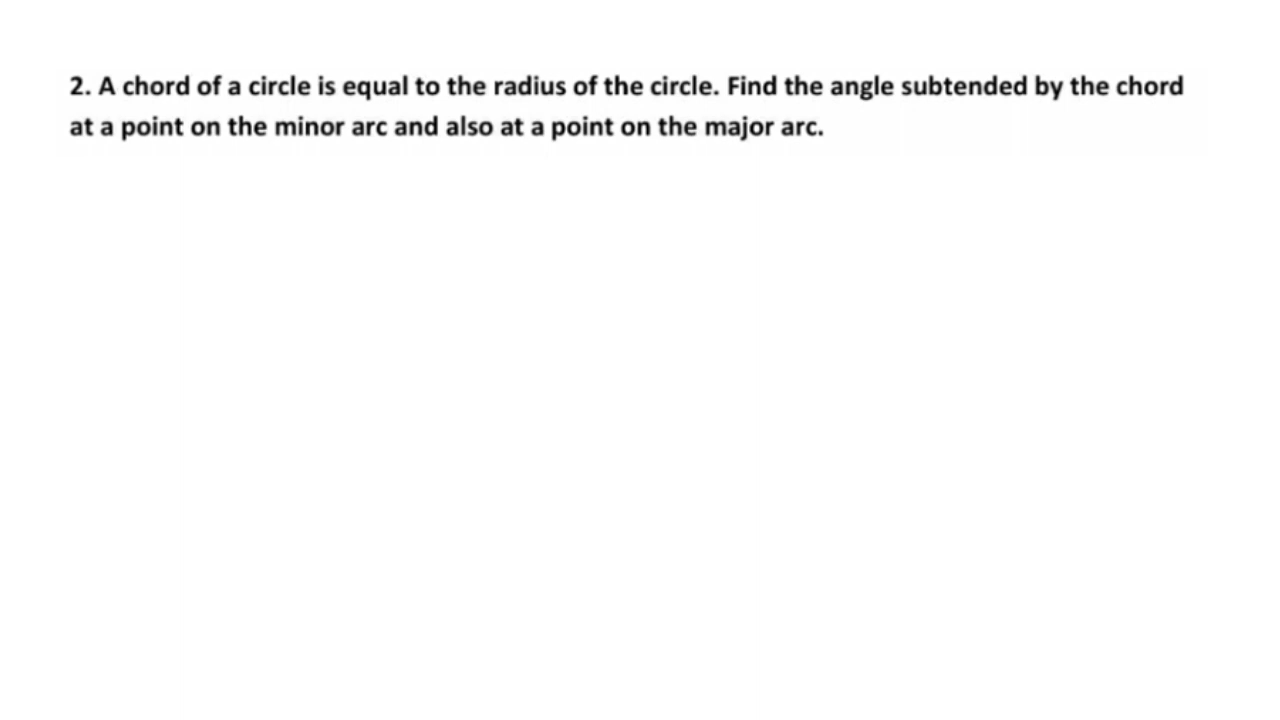 2. A chord of a circle is equal to the radius of the circle. Find the angle subtended by the chord
at a point on the minor arc and also at a point on the major arc.